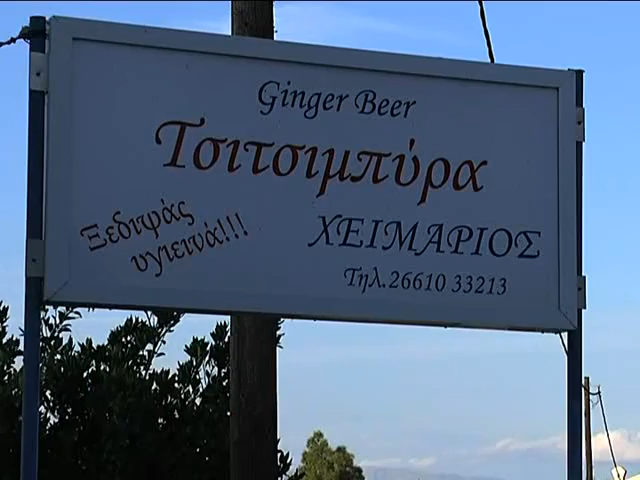 Ginger Beer
Τσιτσιμπύρα
Ξεδιψάς
υγιεινά!!!
ΧΕΙΜΑΡΙΟΣ
Τηλ.26610 33213